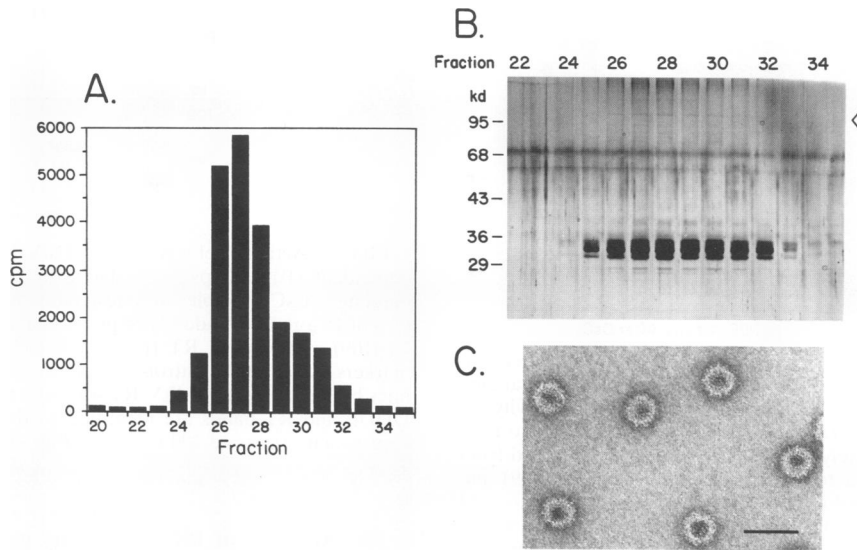 A.
6000
5000
4000
3000
2000
1000
0
cpm
20 22 24 26 28 30 32 34
Fraction
B.
Fraction 22 24 26 28 30 32 34
kd
95
68
43
36
29
C.